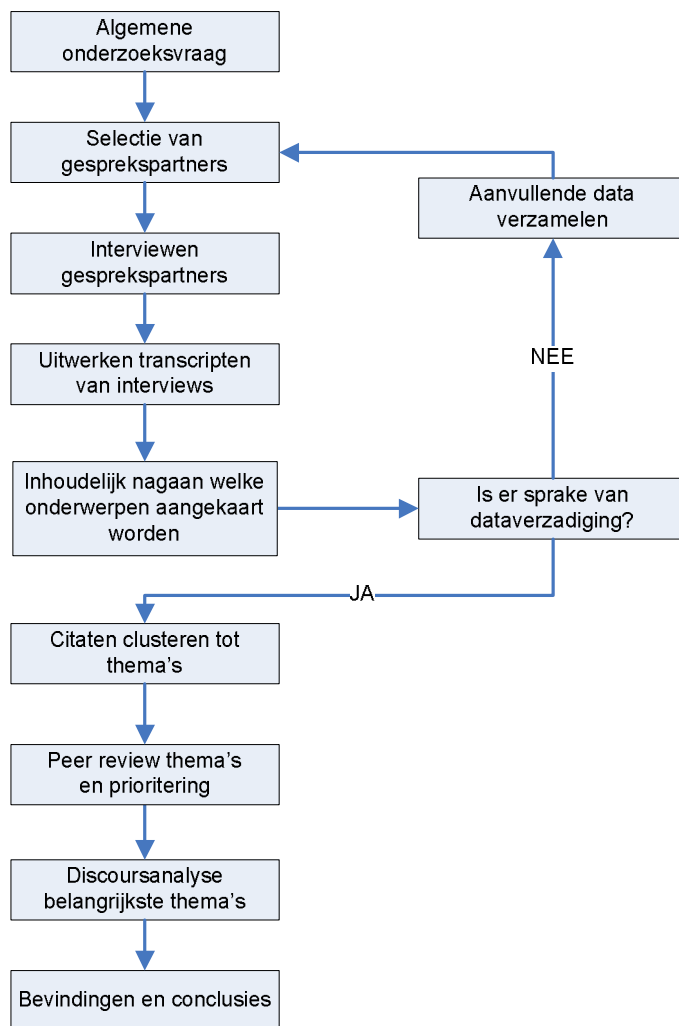 Algemene
onderzoeksvraag
Selectie van
gesprekspartners
Aanvullende data
verzamelen
Interviewen
gesprekspartners
Uitwerken transcripten
van interviews
NEE
Inhoudelijk nagaan welke
onderwerpen aangekaart
worden
Is er sprake van
dataverzadiging?
JA
Citaten clusteren tot
thema's
Peer review thema's
en prioritering
Discoursanalyse
belangrijkste thema's
Bevindingen en conclusies